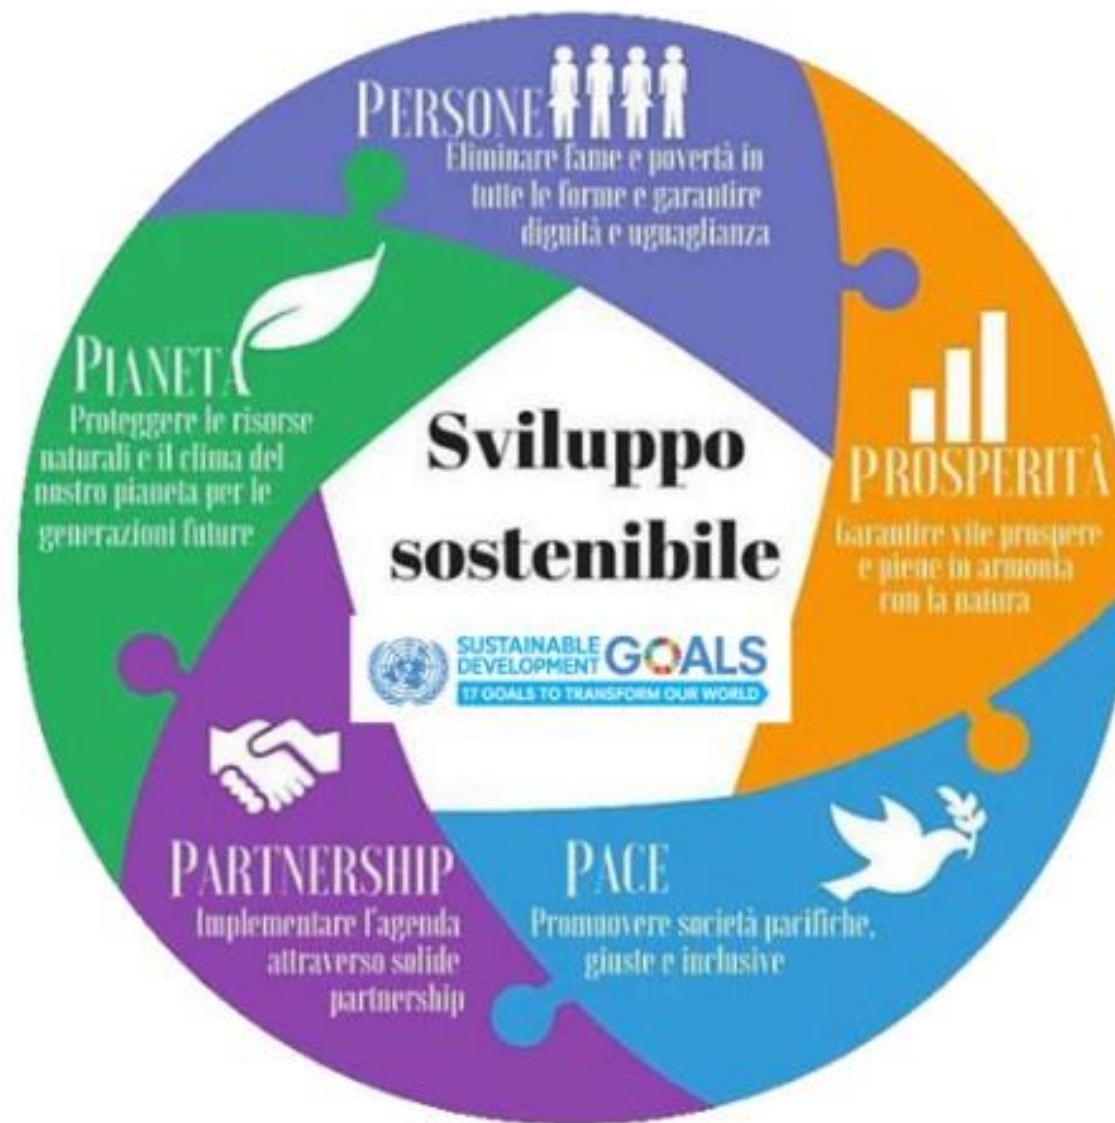 PERSONE
Eliminare fame e povertà in
tutte le forme e garantire
dignità e uguaglianza
PROSPERITÀ
Garantire vite prospere
e piene in armonia
con la natura
PACE
Promuovere società pacifiche,
giuste e inclusive
PARTNERSHIP
Implementare l'agenda
attraverso solide
partnership
PIANETA
Proteggere le risorse
naturali e il clima del
nostro pianeta per le
generazioni future
Sviluppo
sostenibile
SUSTAINABLE
DEVELOPMENT GOALS
17 GOALS TO TRANSFORM OUR WORLD